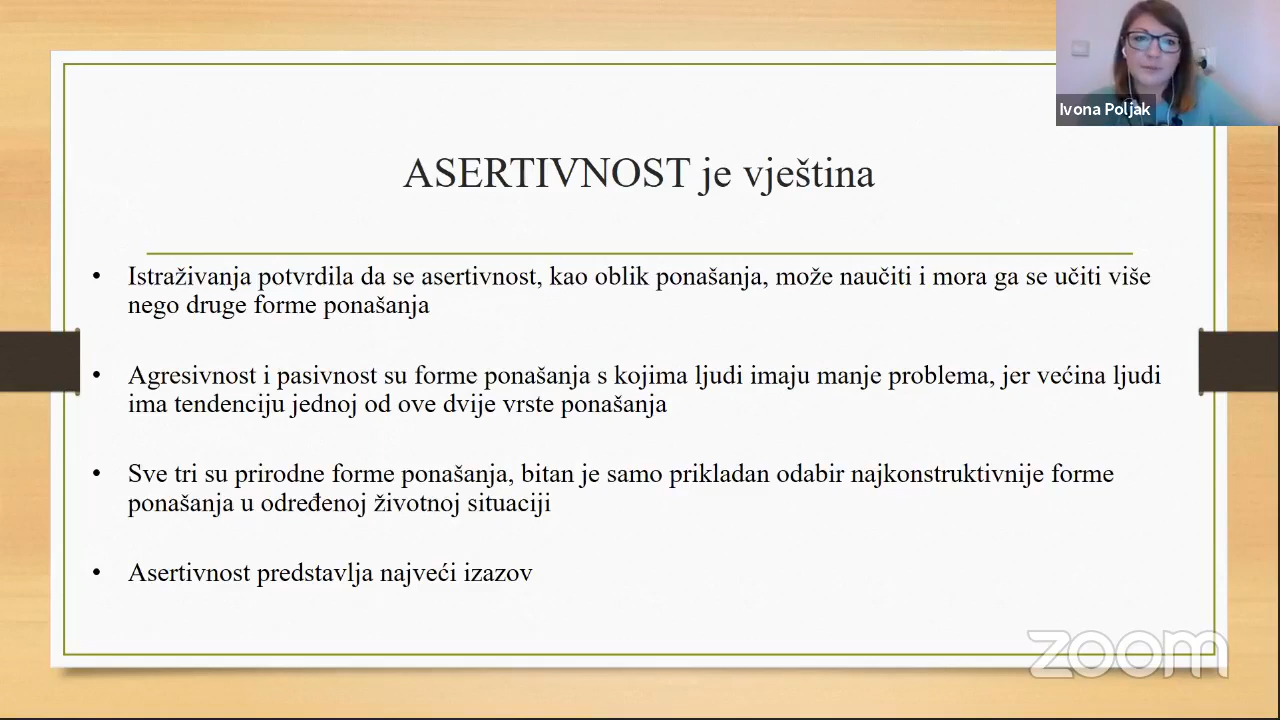 Ivona Poljak
ASERTIVNOST je vještina
• Istraživanja potvrdila da se asertivnost, kao oblik ponašanja, može naučiti i mora ga se učiti više
nego druge forme ponašanja
• Agresivnost i pasivnost su forme ponašanja s kojima ljudi imaju manje problema, jer većina ljudi
ima tendenciju jednoj od ove dvije vrste ponašanja
• Sve tri su prirodne forme ponašanja, bitan je samo prikladan odabir najkonstruktivnije forme
ponašanja u određenoj životnoj situaciji
• Asertivnost predstavlja najveći izazov
zoom